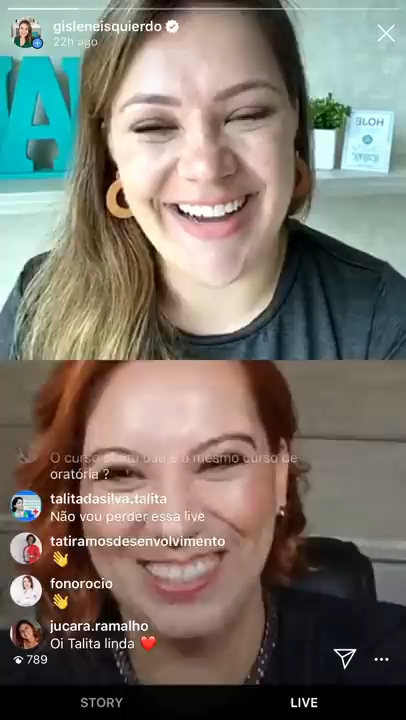 gisleneisquierdo
22h ago
A
BLOH
O curso
é o mesmo curso de
oratória ?
talitadasilva.talita
Não vou perder essa live
tatiramosdesenvolvimento
👋
fonorocio
👋
jucara.ramalho
Oi Talita linda ❤️
789
STORY
LIVE